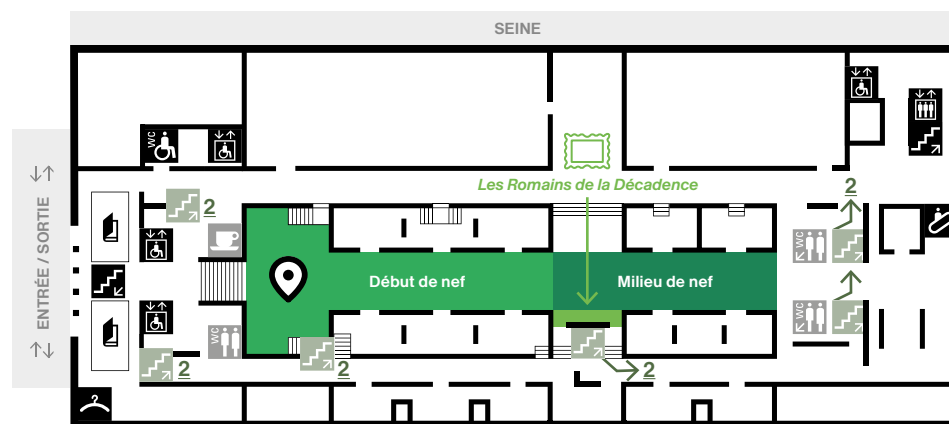 SEINE
WC
Les Romains de la Décadence
2
2
ENTRÉE / SORTIE
WC
Début de nef
Milieu de nef
WC
WC
2
2
2
?